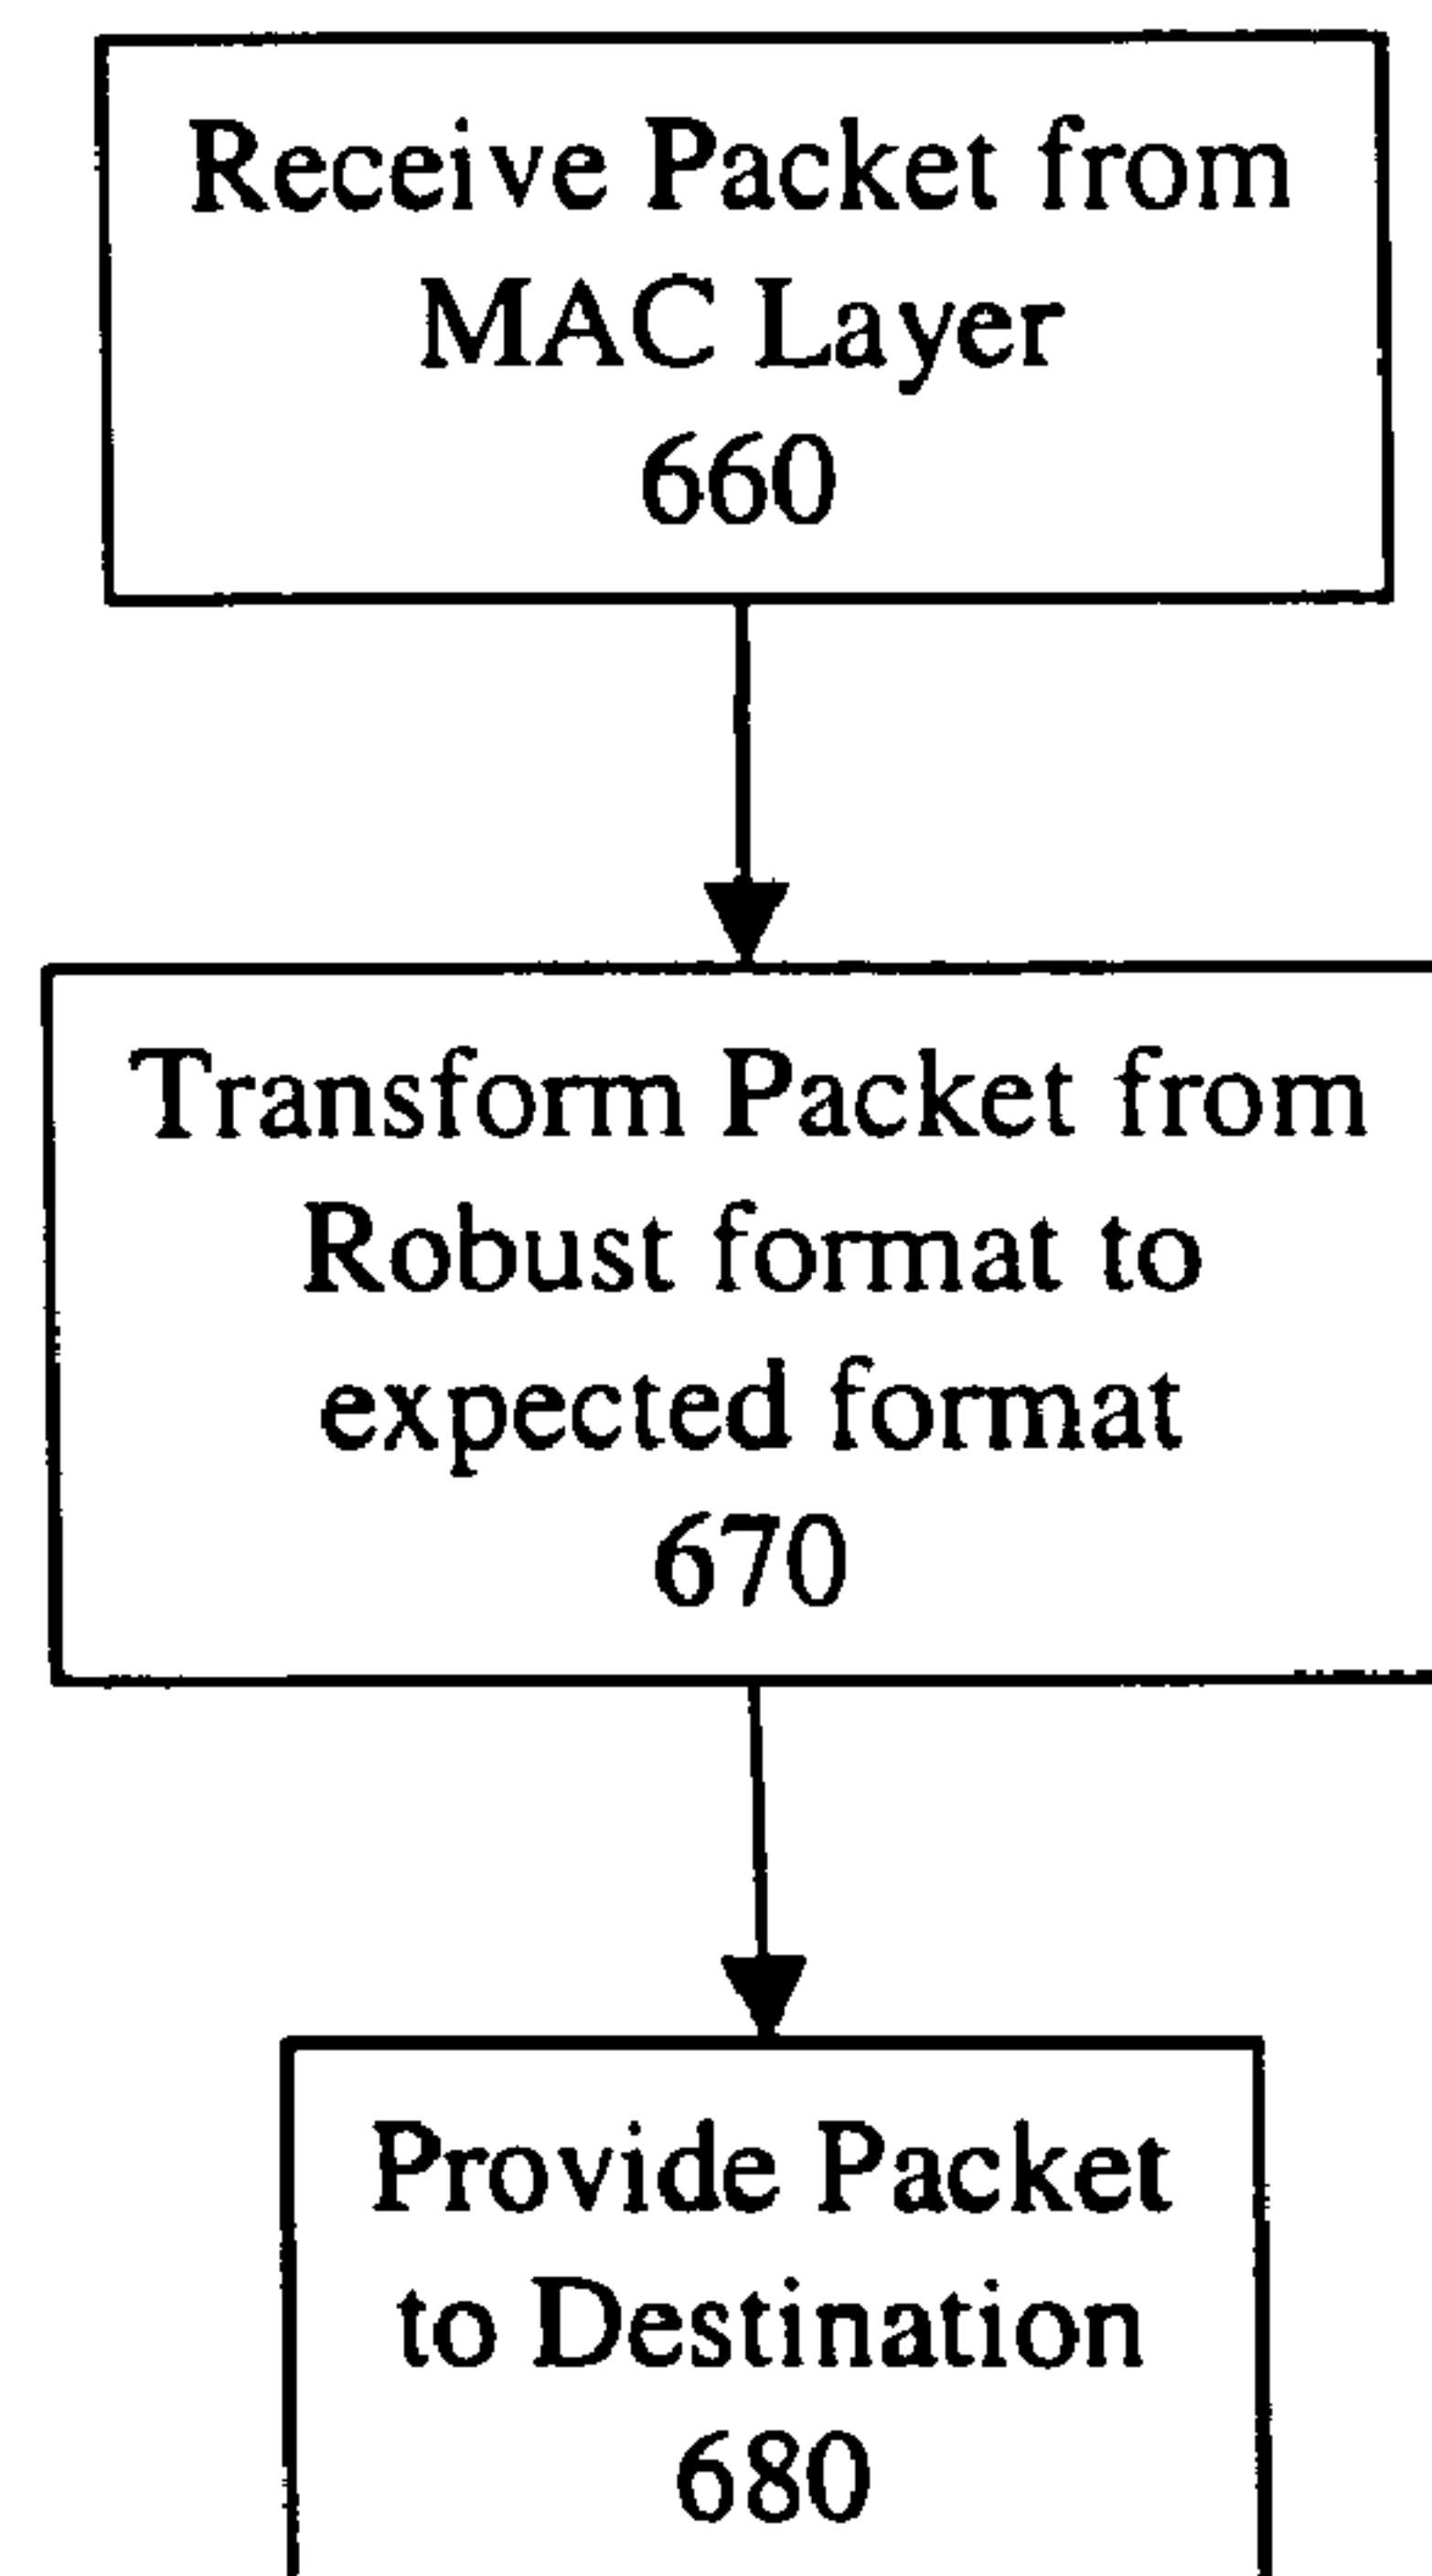 Receive Packet from
MAC Layer
660
Transform Packet from
Robust format to
expected format
670
Provide Packet
to Destination
680